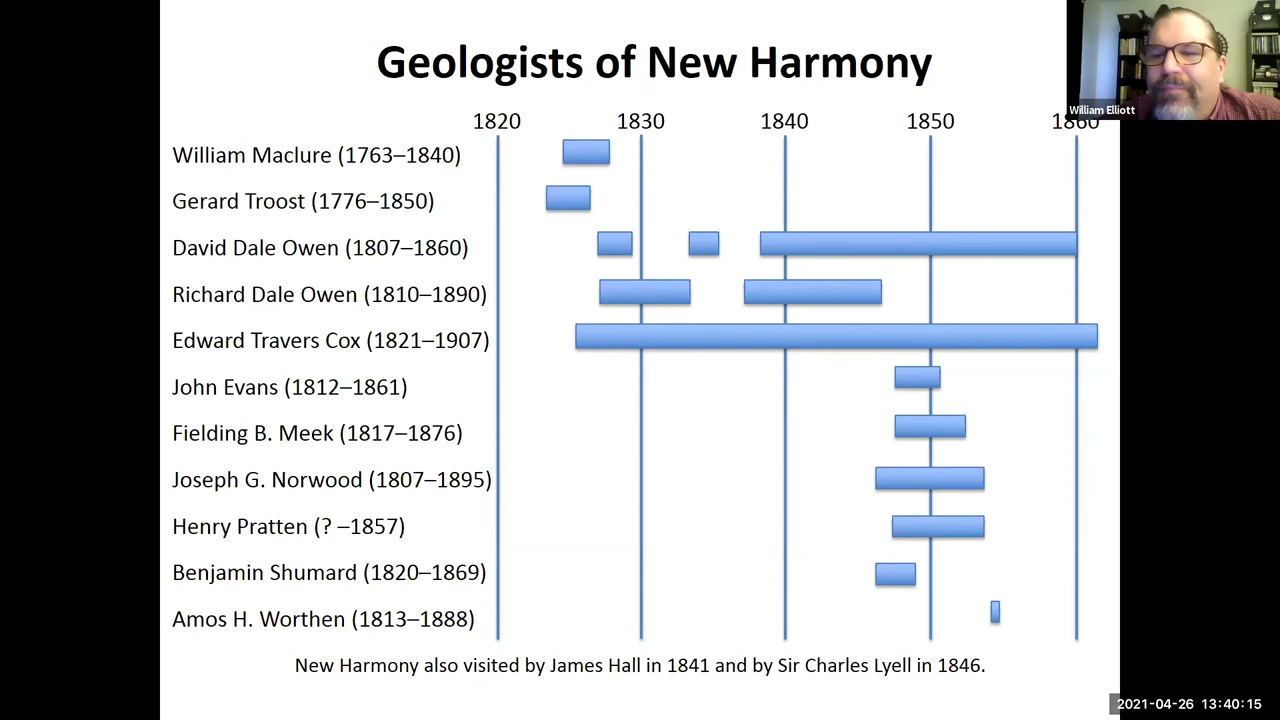 Geologists of New Harmony
William Elliott
1820 1830 1840 1850 1860
William Maclure (1763–1840)
Gerard Troost (1776–1850)
David Dale Owen (1807–1860)
Richard Dale Owen (1810–1890)
Edward Travers Cox (1821–1907)
John Evans (1812–1861)
Fielding B. Meek (1817–1876)
Joseph G. Norwood (1807–1895)
Henry Pratten (? –1857)
Benjamin Shumard (1820–1869)
Amos H. Worthen (1813–1888)
New Harmony also visited by James Hall in 1841 and by Sir Charles Lyell in 1846.
2021-04-26 13:40:15